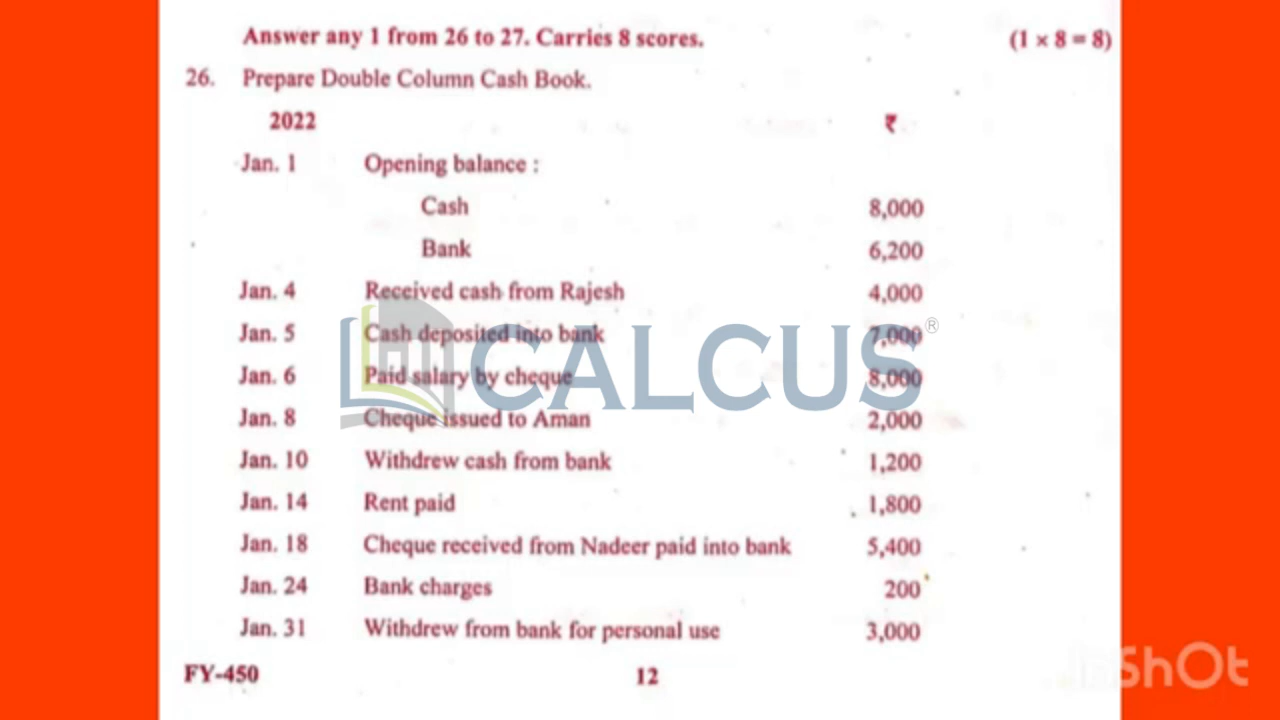 Answer any 1 from 26 to 27. Carries 8 scores. (1 × 8 = 8)
26. Prepare Double Column Cash Book.
2022 ₹
Jan. 1 Opening balance :
Cash 8,000
Bank 6,200
Jan. 4 Received cash from Rajesh 4,000
Jan. 5 Cash deposited into bank 7,000
Jan. 6 Paid salary by cheque 8,000
CALCUS®
Jan. 8 Cheque issued to Aman 2,000
Jan. 10 Withdrew cash from bank 1,200
Jan. 14 Rent paid 1,800
Jan. 18 Cheque received from Nadeer paid into bank 5,400
Jan. 24 Bank charges 200
Jan. 31 Withdrew from bank for personal use 3,000
FY-450 12
InShOt